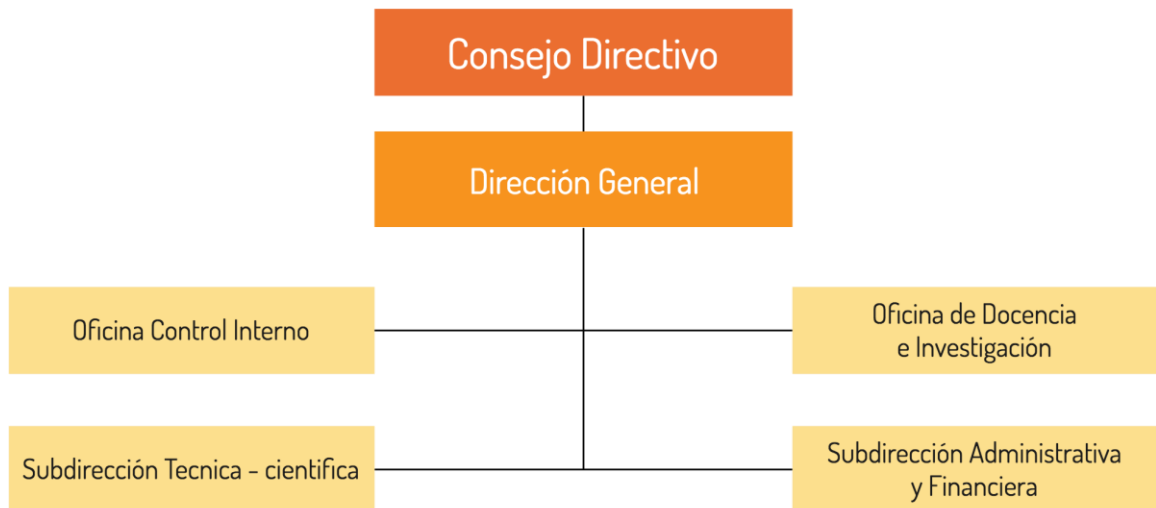 Consejo Directivo
Dirección General
Oficina Control Interno
Oficina de Docencia
e Investigación
Subdirección Tecnica - cientifica
Subdirección Administrativa
y Financiera